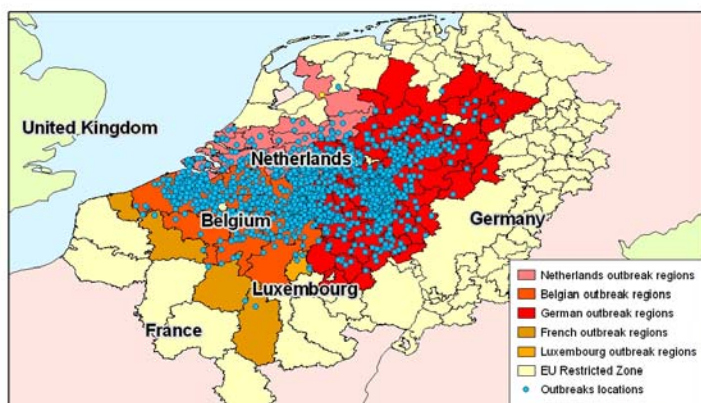 United Kingdom
Netherlands
Belgium
Germany
Luxembourg
France
Netherlands outbreak regions
Belgian outbreak regions
German outbreak regions
French outbreak regions
Luxembourg outbreak regions
EU Restricted Zone
Outbreaks locations